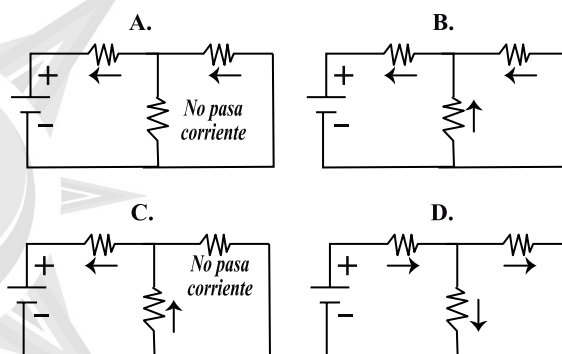 A.
B.
+
No pasa
corriente
−
+
−
C.
D.
+
No pasa
corriente
−
+
−